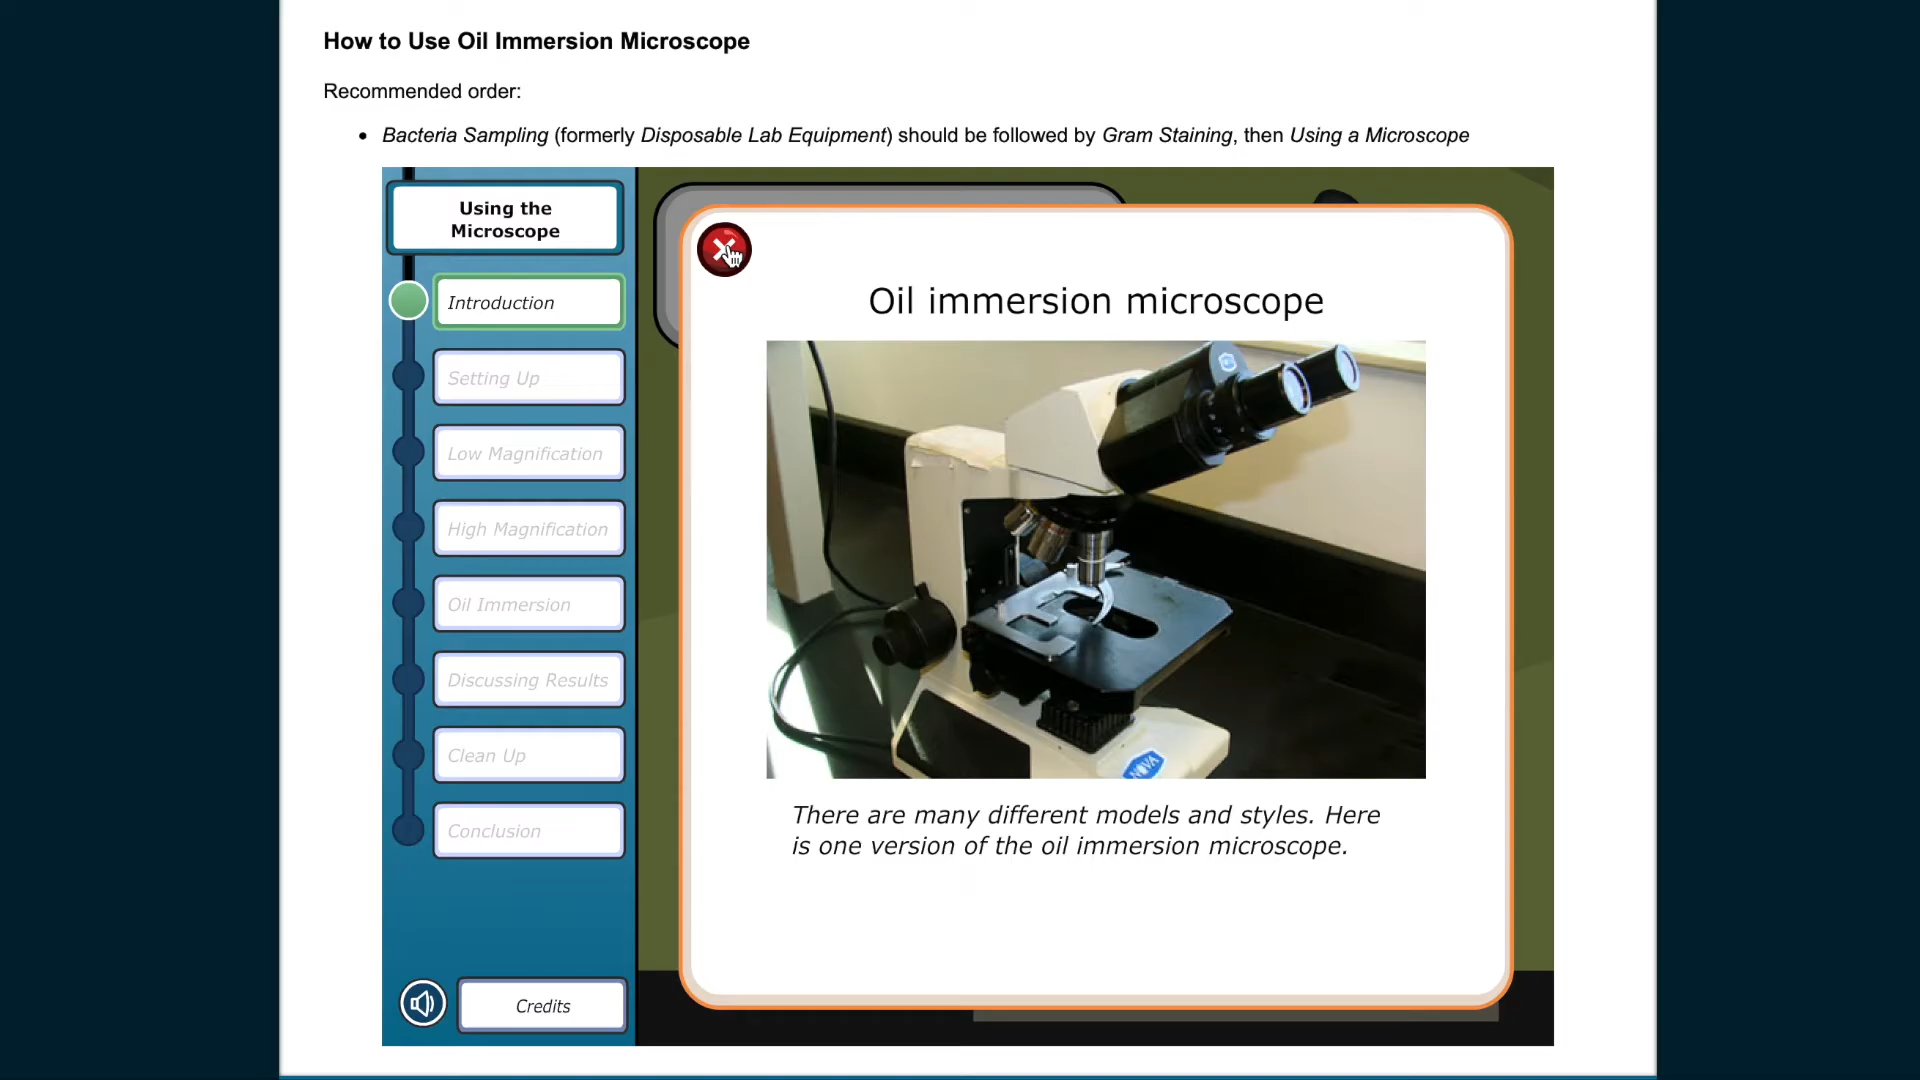 How to Use Oil Immersion Microscope
Recommended order:
Bacteria Sampling (formerly Disposable Lab Equipment) should be followed by Gram Staining, then Using a Microscope
Using the
Microscope
Introduction
Setting Up
Low Magnification
High Magnification
Oil Immersion
Discussing Results
Clean Up
Conclusion
Credits
Oil immersion microscope
NOVA
There are many different models and styles. Here
is one version of the oil immersion microscope.